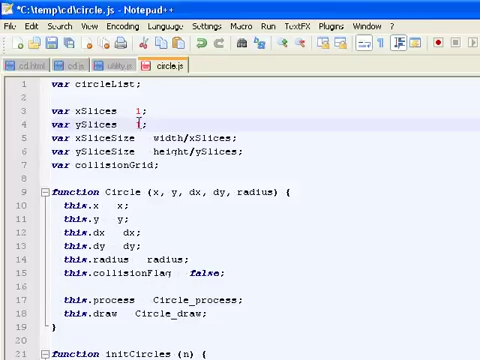 *C:\temp\cd\circle.js - Notepad++
File Edit Search View Encoding Language Settings Macro Run TextFX Plugins Window ?
cd.html cd.js utility.js circle.js
1 var circleList;
2
3 var xSlices 1;
4 var ySlices 1;
5 var xSliceSize width/xSlices;
6 var ySliceSize height/ySlices;
7 var collisionGrid;
8
9 function Circle (x, y, dx, dy, radius) {
10 this.x x;
11 this.y y;
12 this.dx dx;
13 this.dy dy;
14 this.radius radius;
15 this.collisionFlag false;
16
17 this.process Circle_process;
18 this.draw Circle_draw;
19 }
20
21 function initCircles (n) {